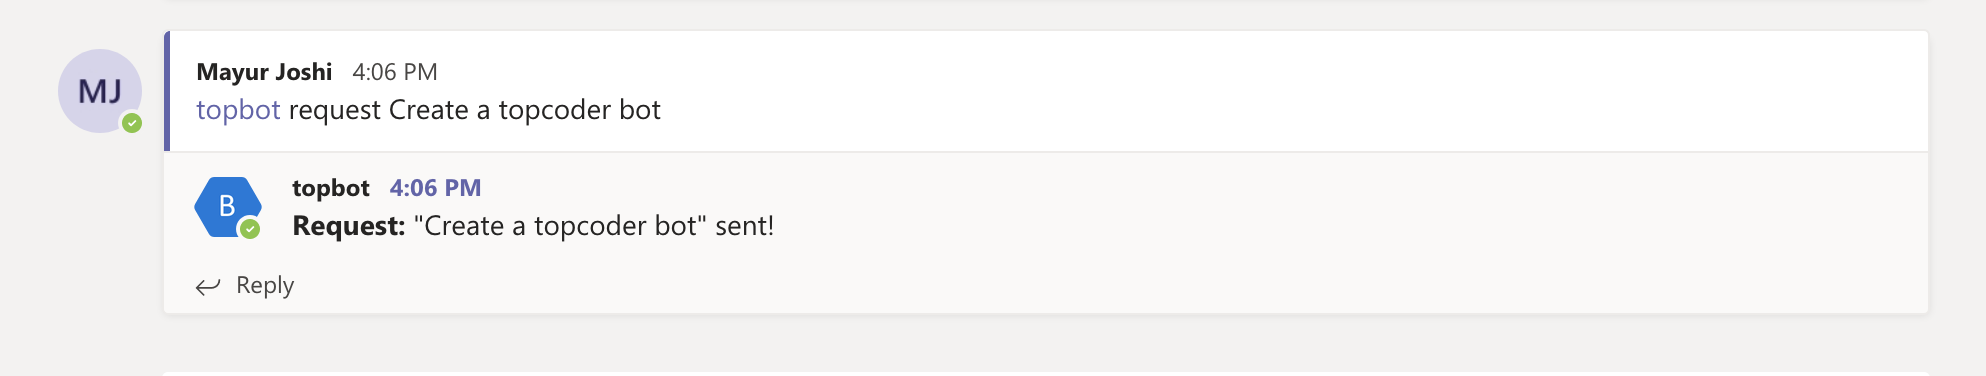 MJ
Mayur Joshi 4:06 PM
topbot request Create a topcoder bot
B
topbot 4:06 PM
Request: "Create a topcoder bot" sent!
Reply